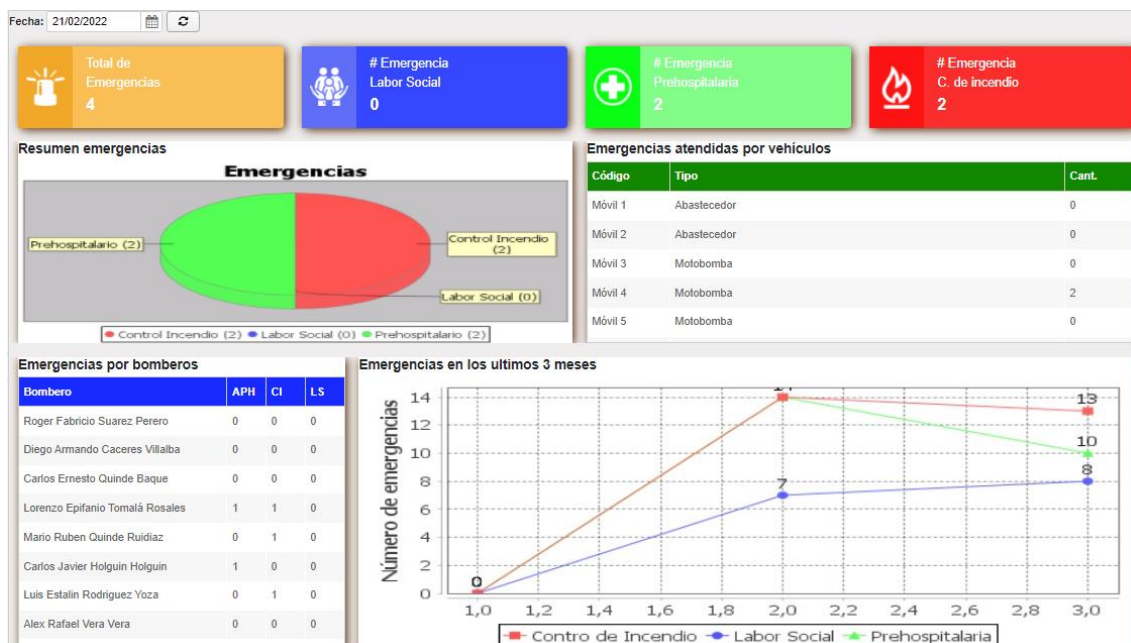 Fecha: 21/02/2022
Total de
Emergencias
4
# Emergencia
Labor Social
0
# Emergencia
Prehospitalaria
2
# Emergencia
C. de incendio
2
Resumen emergencias
Emergencias
Prehospitalario (2)
Control Incendio
(2)
Labor Social (0)
Control Incendio (2) Labor Social (0) Prehospitalario (2)
Emergencias atendidas por vehículos
Código Tipo Cant.
Móvil 1 Abastecedor 0
Móvil 2 Abastecedor 0
Móvil 3 Motobomba 0
Móvil 4 Motobomba 2
Móvil 5 Motobomba 0
Emergencias por bomberos
Bombero APH CI LS
Roger Fabricio Suarez Perero 0 0 0
Diego Armando Caceres Villalba 0 0 0
Carlos Ernesto Quinde Baque 0 0 0
Lorenzo Epifanio Tomalá Rosales 1 1 0
Mario Ruben Quinde Ruidiaz 0 1 0
Carlos Javier Holguin Holguin 1 0 0
Luis Estalin Rodriguez Yoza 0 1 0
Alex Rafael Vera Vera 0 0 0
Emergencias en los ultimos 3 meses
Número de emergencias
14
12
10
8
6
4
2
0
0
7
14
13
10
8
1,0 1,2 1,4 1,6 1,8 2,0 2,2 2,4 2,6 2,8 3,0
Contro de Incendio Labor Social Prehospitalaria